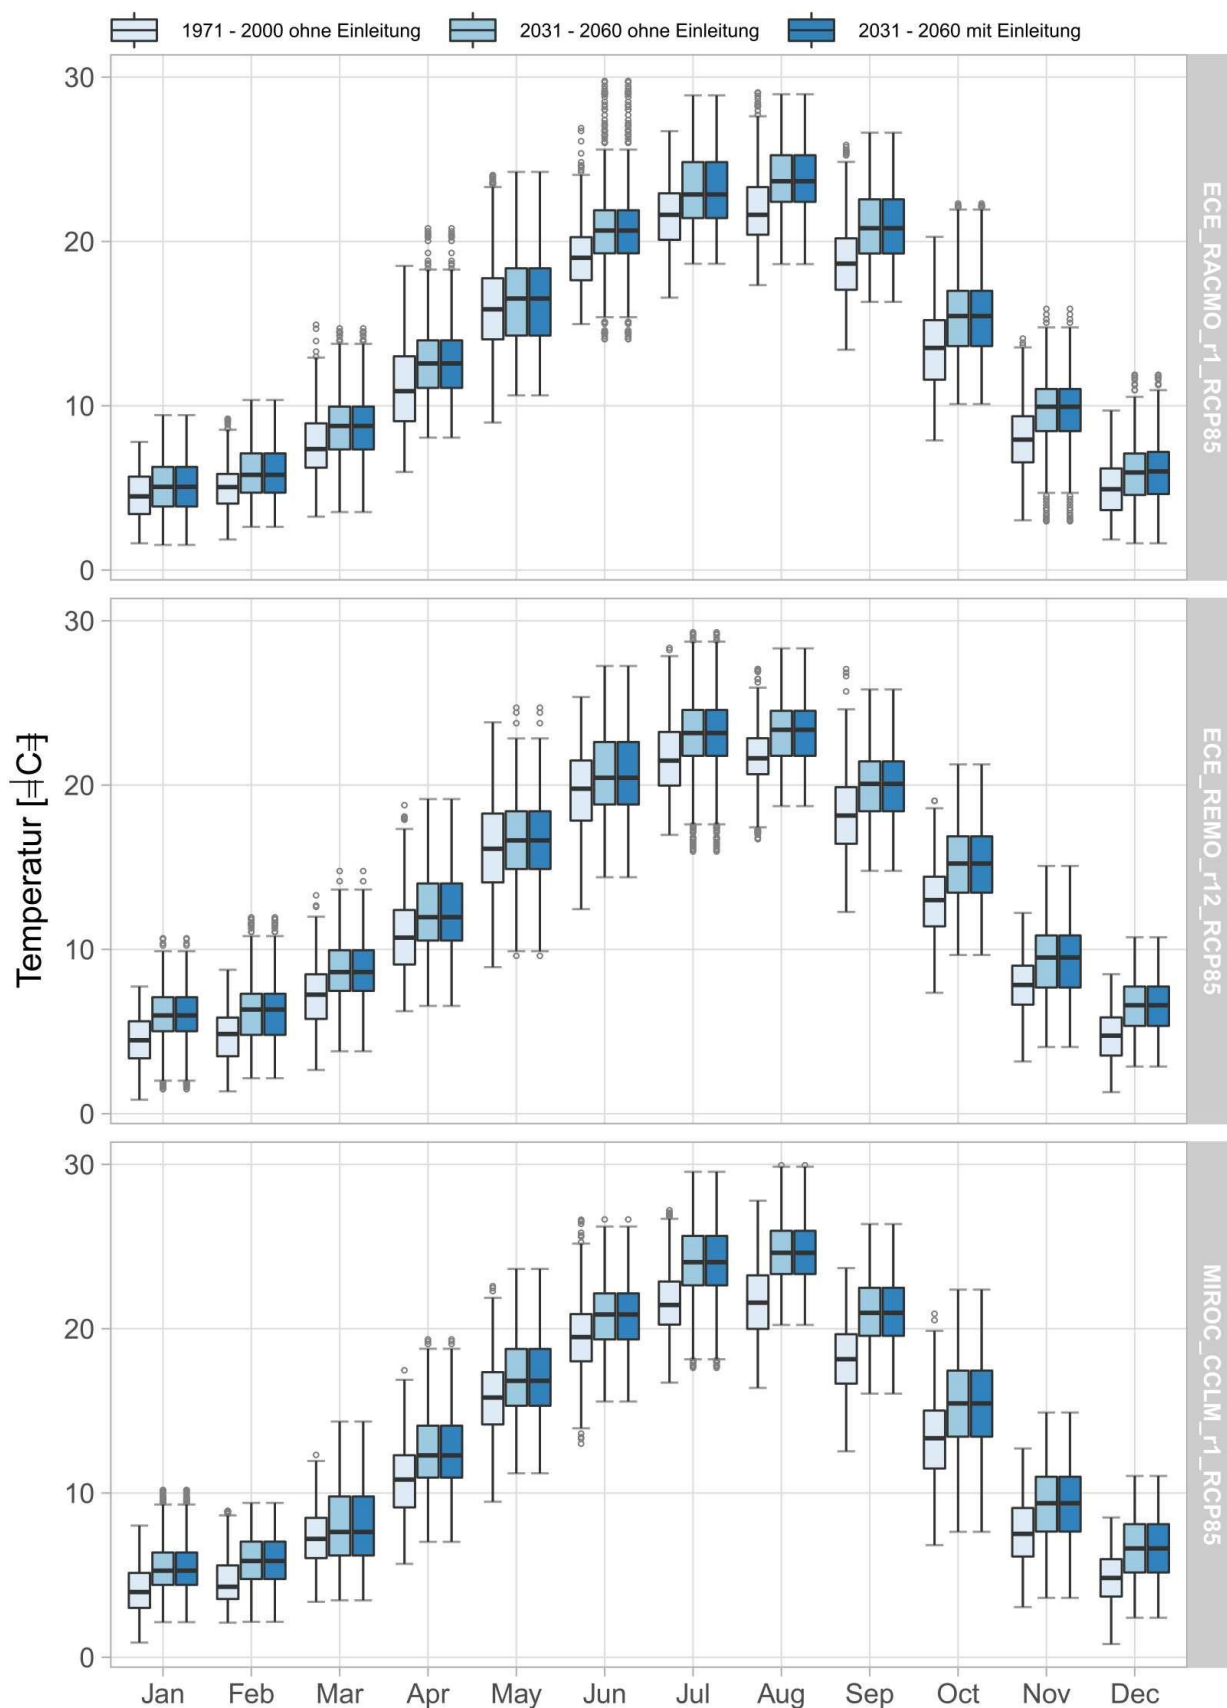 1971 - 2000 ohne Einleitung 2031 - 2060 ohne Einleitung 2031 - 2060 mit Einleitung
30
20
10
0
ECE_RACMO_r1_RCP85
Temperatur [╡C╡]
30
20
10
0
ECE_REMO_r12_RCP85
30
20
10
0
MIROC_CCLM_r1_RCP85
Jan Feb Mar Apr May Jun Jul Aug Sep Oct Nov Dec